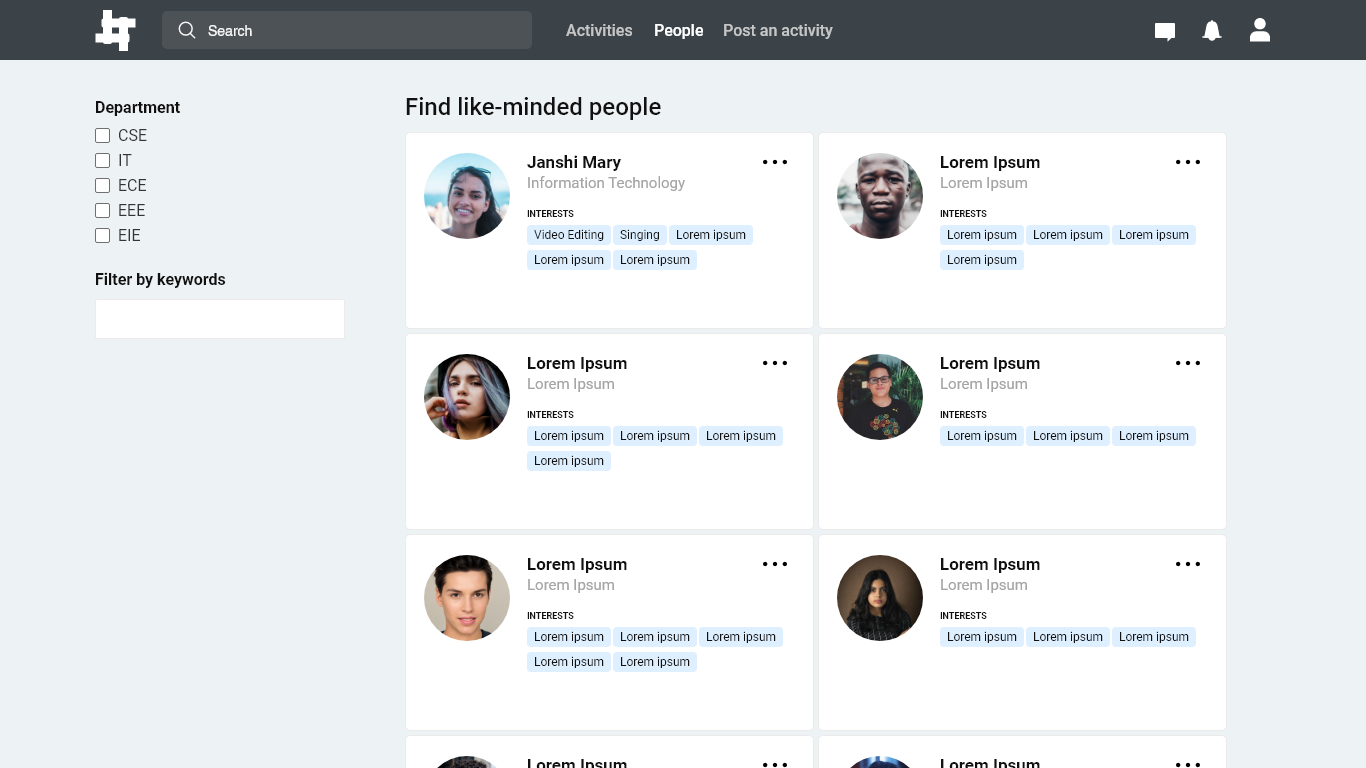 Search
Activities People Post an activity
Department
CSE
IT
ECE
EEE
EIE
Filter by keywords
Find like-minded people
Janshi Mary
Information Technology
INTERESTS
Video Editing Singing Lorem ipsum
Lorem ipsum Lorem ipsum
Lorem Ipsum
Lorem Ipsum
INTERESTS
Lorem ipsum Lorem ipsum Lorem ipsum
Lorem ipsum
Lorem Ipsum
Lorem Ipsum
INTERESTS
Lorem ipsum Lorem ipsum Lorem ipsum
Lorem ipsum
Lorem Ipsum
Lorem Ipsum
INTERESTS
Lorem ipsum Lorem ipsum Lorem ipsum
Lorem Ipsum
Lorem Ipsum
INTERESTS
Lorem ipsum Lorem ipsum Lorem ipsum
Lorem ipsum Lorem ipsum
Lorem Ipsum
Lorem Ipsum
INTERESTS
Lorem ipsum Lorem ipsum Lorem ipsum
Lorem Ipsum
Lorem Ipsum